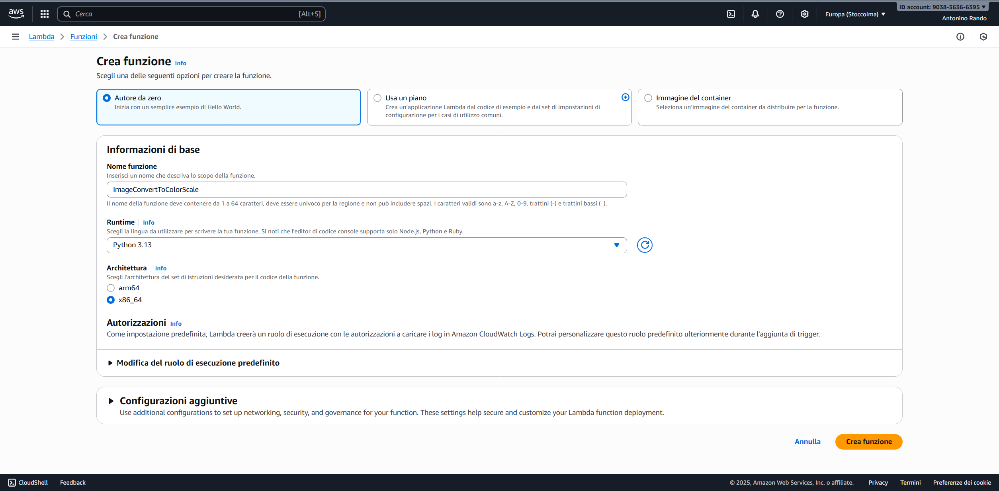 aws
Cerca
[Alt+S]
Europa (Stoccolma)
ID account: 9038-3636-6395
Antonino Rando
Lambda
Funzioni
Crea funzione
Crea funzione Info
Scegli una delle seguenti opzioni per creare la funzione.
Autore da zero
Inizia con un semplice esempio di Hello World.
Usa un piano
Crea un'applicazione Lambda dal codice di esempio e dai set di impostazioni di
configurazione per i casi di utilizzo comuni.
Immagine del container
Seleziona un'immagine del container da distribuire per la funzione.
Informazioni di base
Nome funzione
Inserisci un nome che descriva lo scopo della funzione.
ImageConvertToColorScale
Il nome della funzione deve contenere da 1 a 64 caratteri, deve essere univoco per la regione e non può includere spazi. I caratteri validi sono a-z, A-Z, 0-9, trattini (-) e trattini bassi (_).
Runtime Info
Scegli la lingua da utilizzare per scrivere la tua funzione. Si noti che l'editor di codice console supporta solo Node.js, Python e Ruby.
Python 3.13
Architettura Info
Scegli l'architettura del set di istruzioni desiderata per il codice della funzione.
arm64
x86_64
Autorizzazioni Info
Come impostazione predefinita, Lambda creerà un ruolo di esecuzione con le autorizzazioni a caricare i log in Amazon CloudWatch Logs. Potrai personalizzare questo ruolo predefinito ulteriormente durante l'aggiunta di trigger.
Modifica del ruolo di esecuzione predefinito
Configurazioni aggiuntive
Use additional configurations to set up networking, security, and governance for your function. These settings help secure and customize your Lambda function deployment.
Annulla
Crea funzione
CloudShell
Feedback
© 2025, Amazon Web Services, Inc. o affiliate.
Privacy
Termini
Preferenze dei cookie